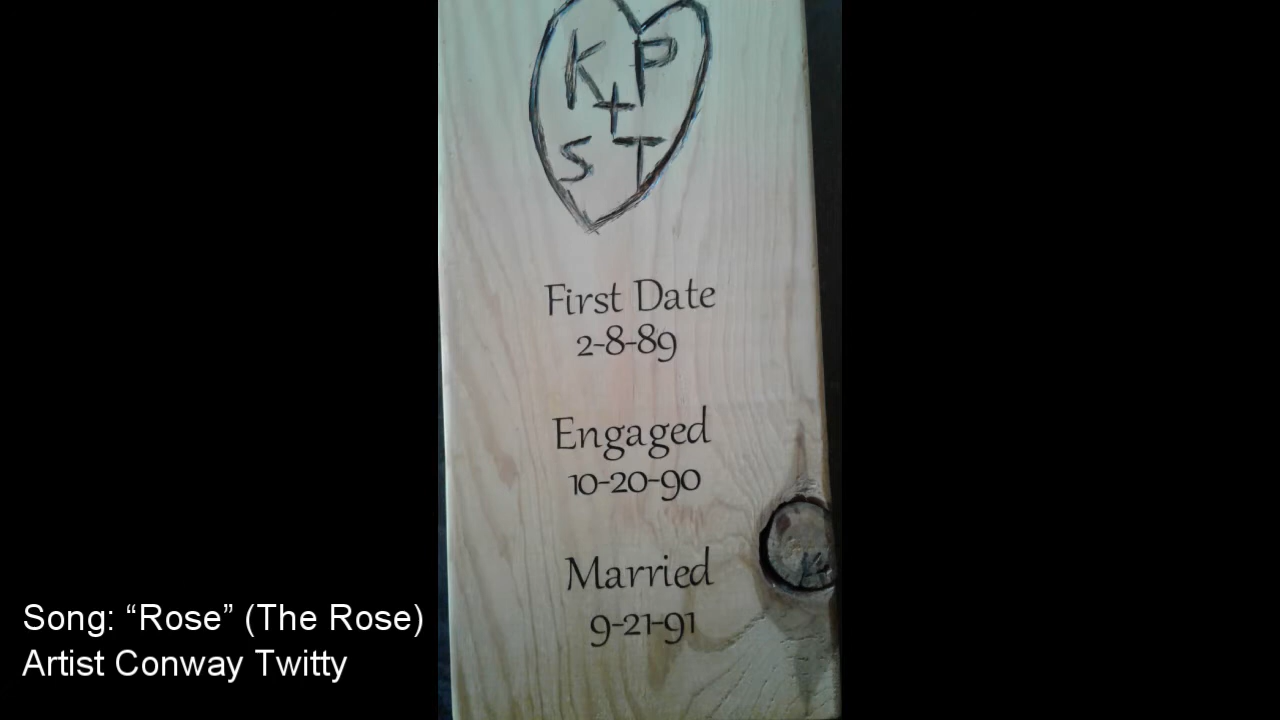 K P
+
S T
First Date
2-8-89
Engaged
10-20-90
Married
9-21-91
Song: “Rose” (The Rose)
Artist Conway Twitty